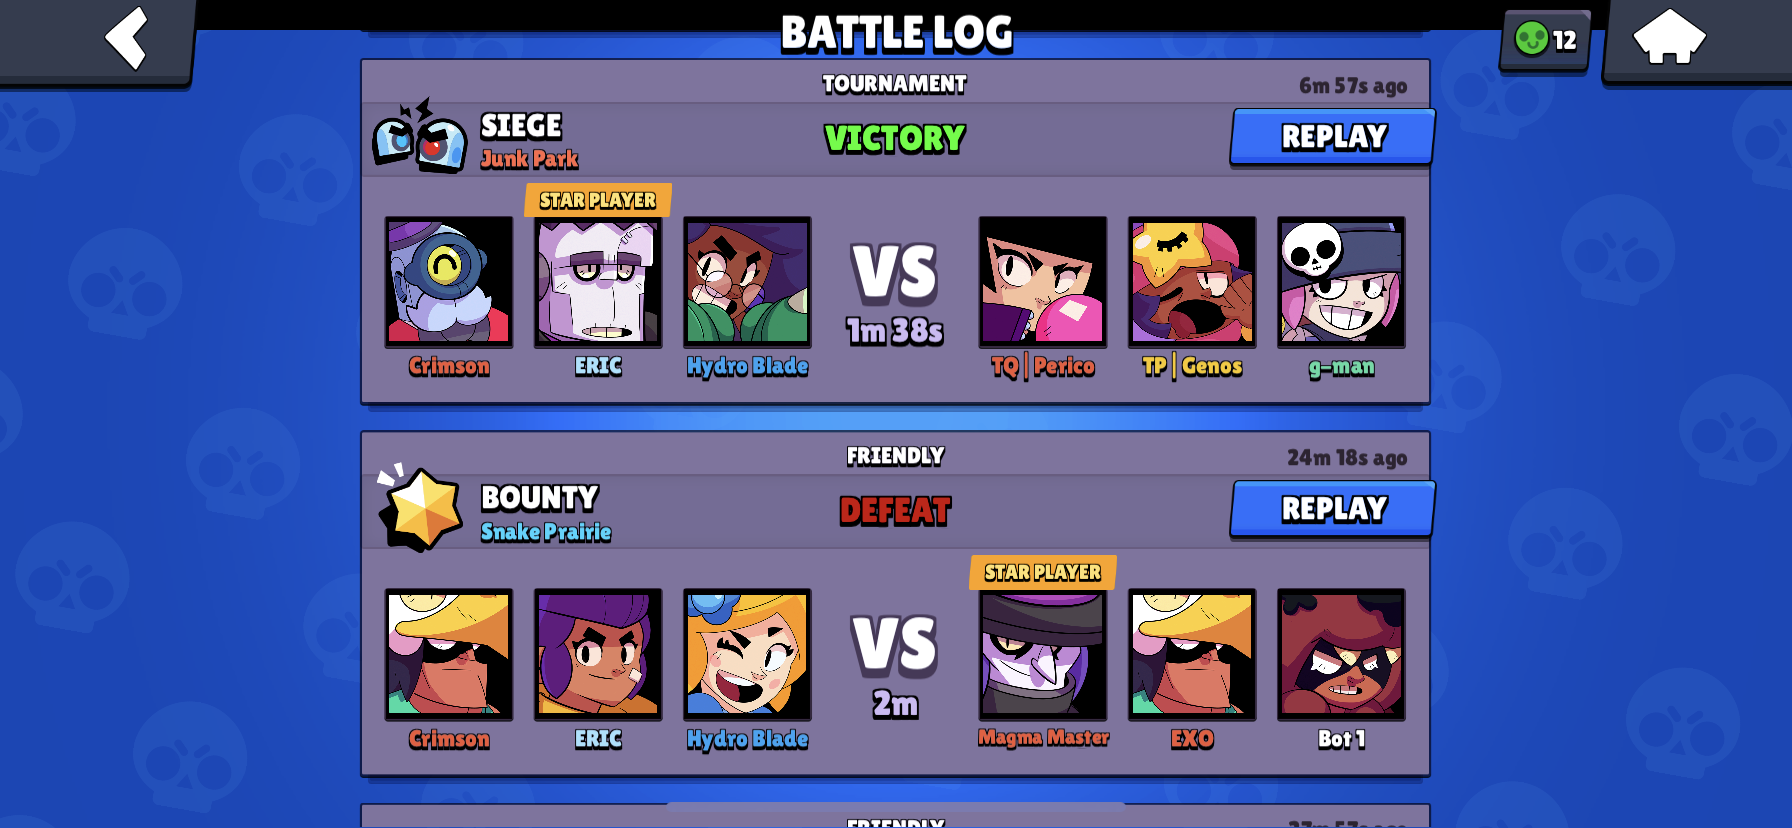 BATTLE LOG
12
TOURNAMENT
6m 57s ago
SIEGE
Junk Park
VICTORY
REPLAY
STAR PLAYER
VS
1m 38s
Crimson
ERIC
Hydro Blade
TQ | Perico
TP | Genos
g-man
FRIENDLY
24m 18s ago
BOUNTY
Snake Prairie
DEFEAT
REPLAY
STAR PLAYER
VS
2m
Crimson
ERIC
Hydro Blade
Magma Master
EXO
Bot 1
FRIENDLY